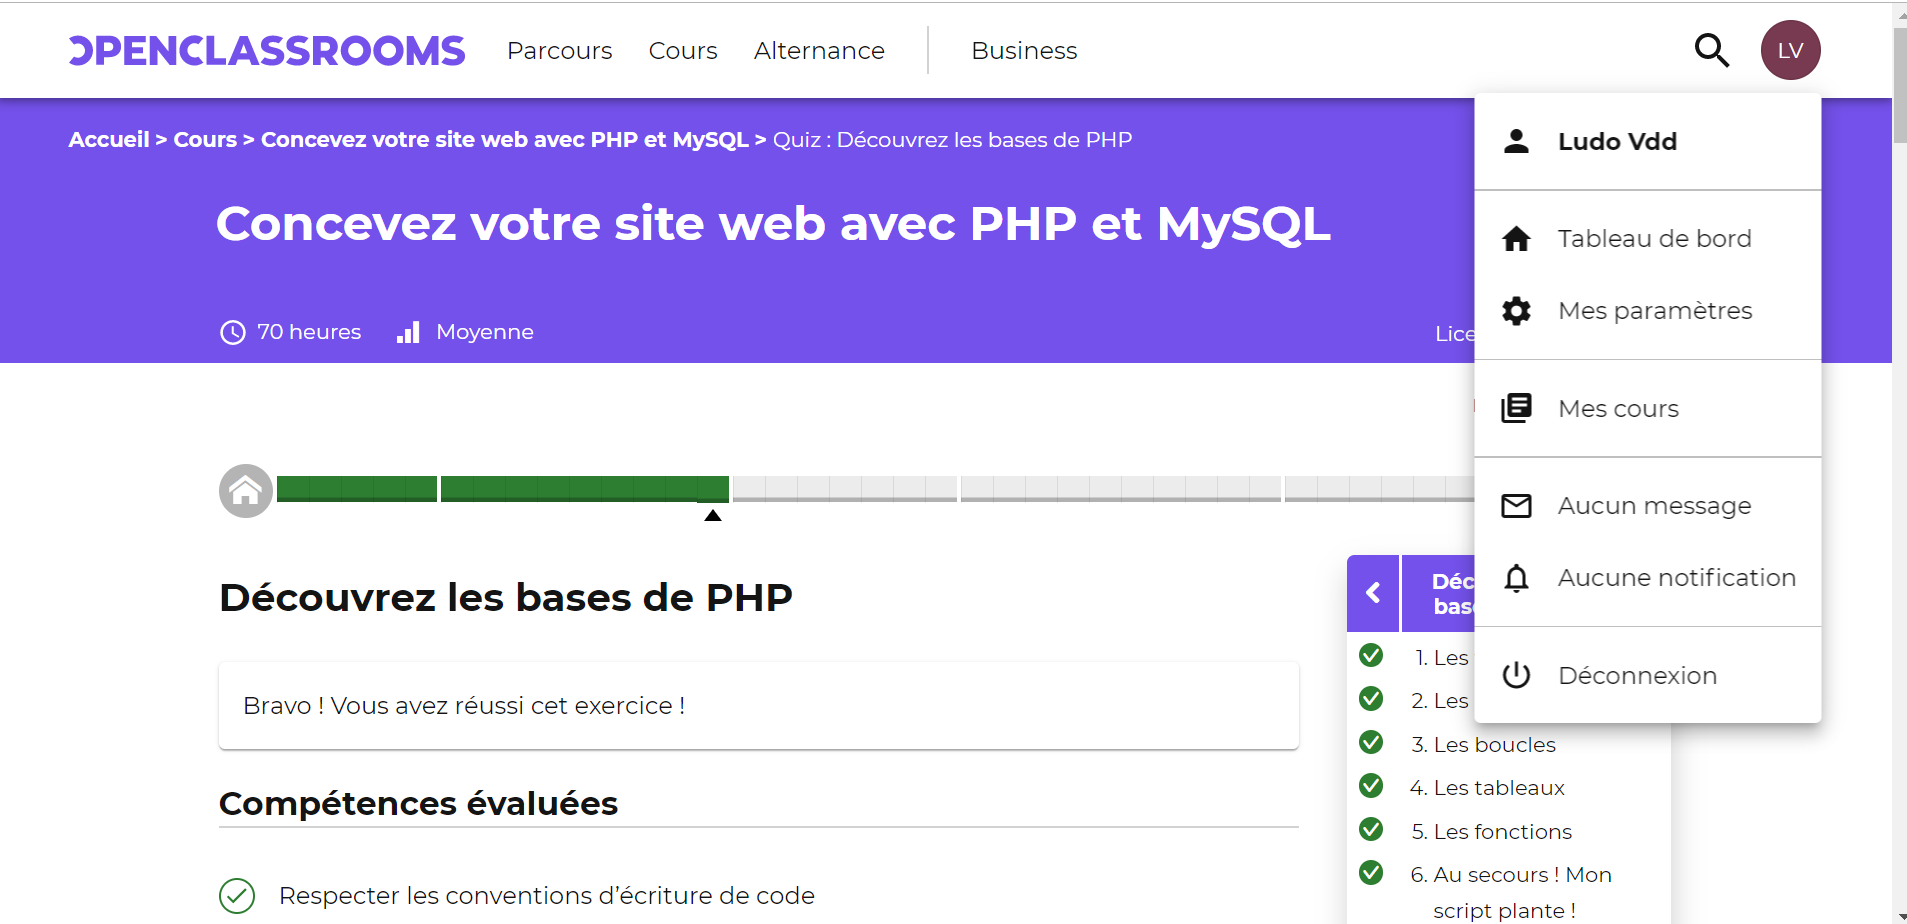 OPENCLASSROOMS Parcours Cours Alternance Business LV
Accueil > Cours > Concevez votre site web avec PHP et MySQL > Quiz : Découvrez les bases de PHP
Concevez votre site web avec PHP et MySQL
70 heures Moyenne
Lice
Ludo Vdd
Tableau de bord
Mes paramètres
Mes cours
Aucun message
Aucune notification
Déconnexion
Découvrez les bases de PHP
Bravo ! Vous avez réussi cet exercice !
Compétences évaluées
Respecter les conventions d'écriture de code
Déc
bas
1. Les
2. Les
3. Les boucles
4. Les tableaux
5. Les fonctions
6. Au secours ! Mon
script plante !